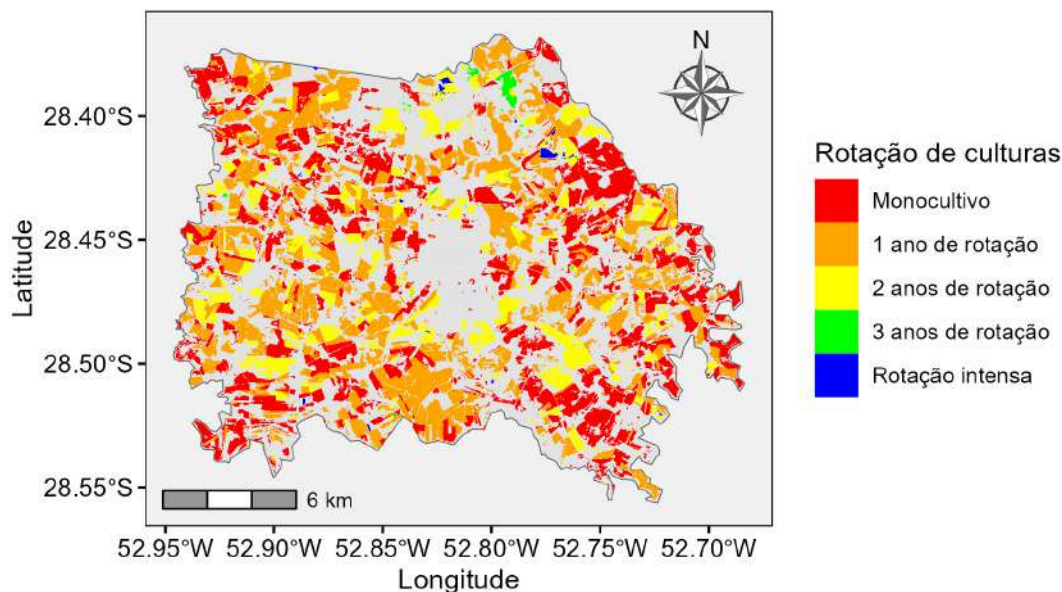 N
28.40°S
28.45°S
28.50°S
28.55°S
Latitude
6 km
52.95°W 52.90°W 52.85°W 52.80°W 52.75°W 52.70°W
Longitude
Rotação de culturas
Monocultivo
1 ano de rotação
2 anos de rotação
3 anos de rotação
Rotação intensa